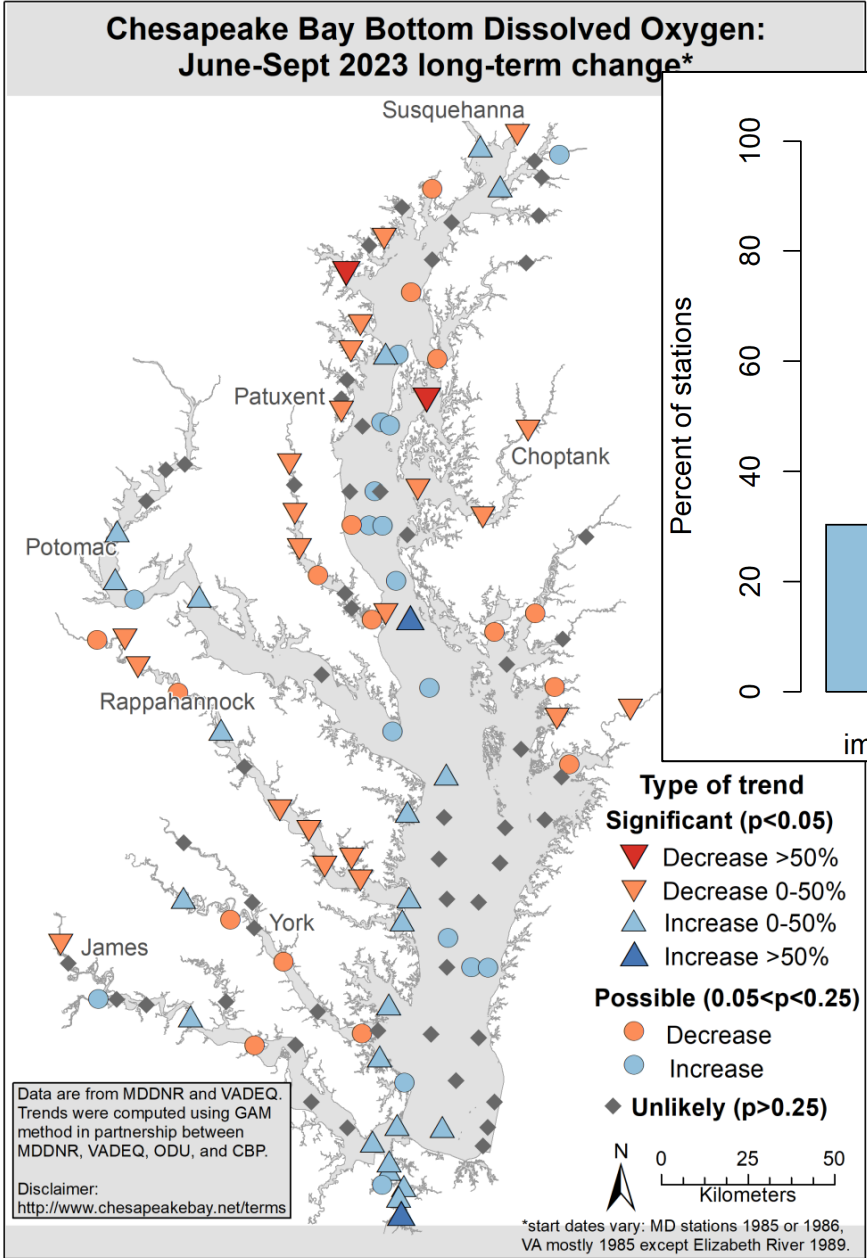 Chesapeake Bay Bottom Dissolved Oxygen:
June-Sept 2023 long-term change*
Susquehanna
Patuxent
Choptank
Potomac
Rappahannock
York
James
Percent of stations
100
80
60
40
20
0
im
Type of trend
Significant (p<0.05)
Decrease >50%
Decrease 0-50%
Increase 0-50%
Increase >50%
Possible (0.05<p<0.25)
Decrease
Increase
Unlikely (p>0.25)
Data are from MDDNR and VADEQ.
Trends were computed using GAM
method in partnership between
MDDNR, VADEQ, ODU, and CBP.
Disclaimer:
http://www.chesapeakebay.net/terms
N
0 25 50
Kilometers
*start dates vary: MD stations 1985 or 1986,
VA mostly 1985 except Elizabeth River 1989.